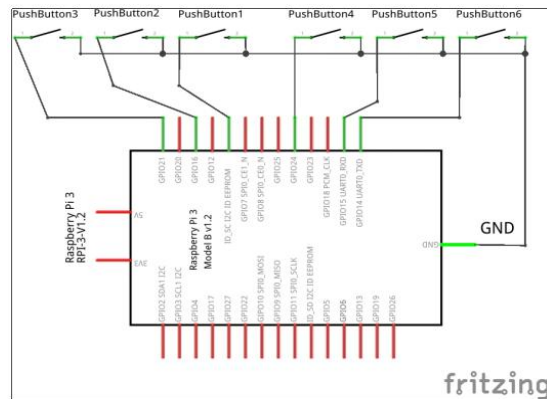 PushButton3 PushButton2 PushButton1 PushButton4 PushButton5 PushButton6
GPIO21
GPIO20
GPIO16
GPIO12
ID_SC I2C ID EEPROM
GPIO7 SPI0_CE1_N
GPIO8 SPI0_CE0_N
GPIO25
GPIO24
GPIO23
GPIO18 PCM_CLK
GPIO15 UART0_RXD
GPIO14 UART0_TXD
Raspberry Pi 3
RPI-3-V1.2
5V
3V3
Raspberry Pi 3
Model B v1.2
GND
GND
GPIO2 SDA1 I2C
GPIO3 SCL1 I2C
GPIO4
GPIO17
GPIO27
GPIO22
GPIO10 SPI0_MOSI
GPIO9 SPI0_MISO
GPIO11 SPI0_SCLK
ID_SD I2C ID EEPROM
GPIO5
GPIO6
GPIO13
GPIO19
GPIO26
fritzing